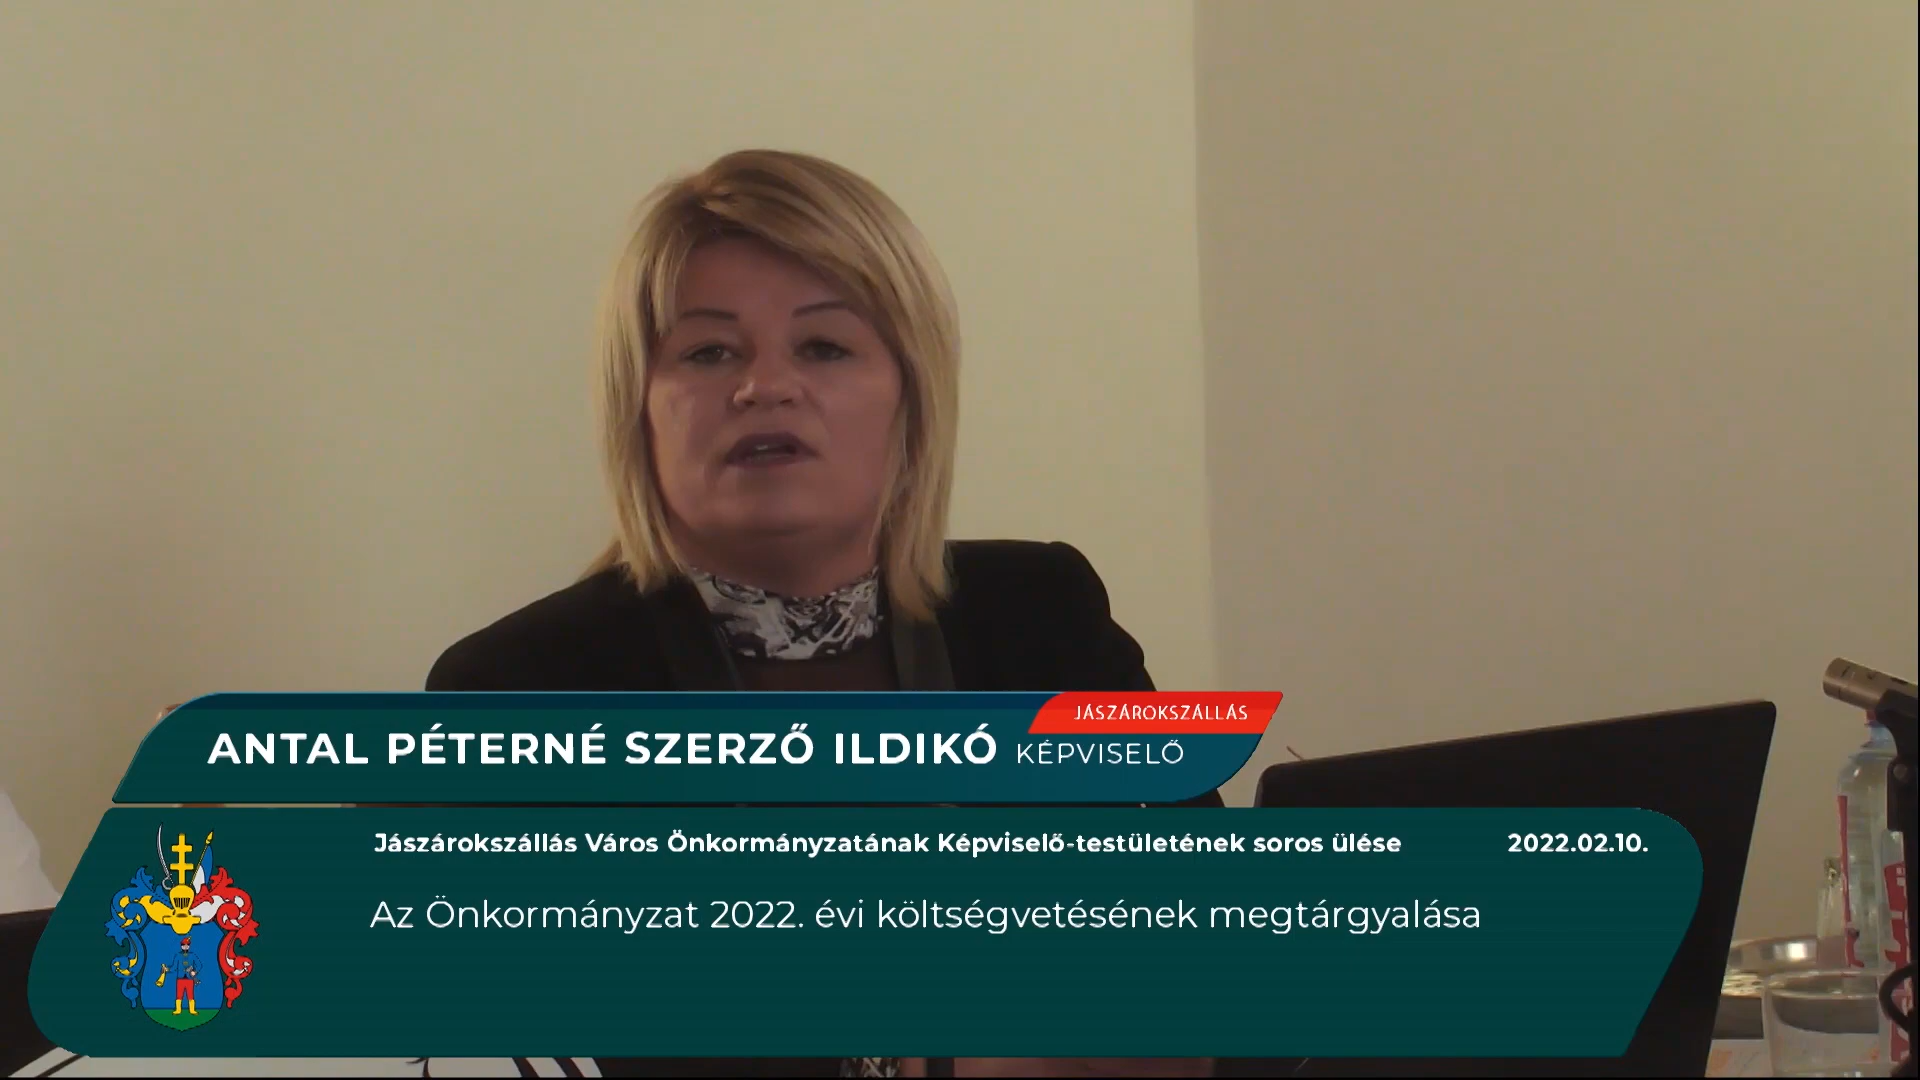 JÁSZÁROKSZÁLLÁS
ANTAL PÉTERNÉ SZERZŐ ILDIKÓ KÉPVISELŐ
Jászárokszállás Város Önkormányzatának Képviselő-testületének soros ülése 2022.02.10.
Az Önkormányzat 2022. évi költségvetésének megtárgyalása